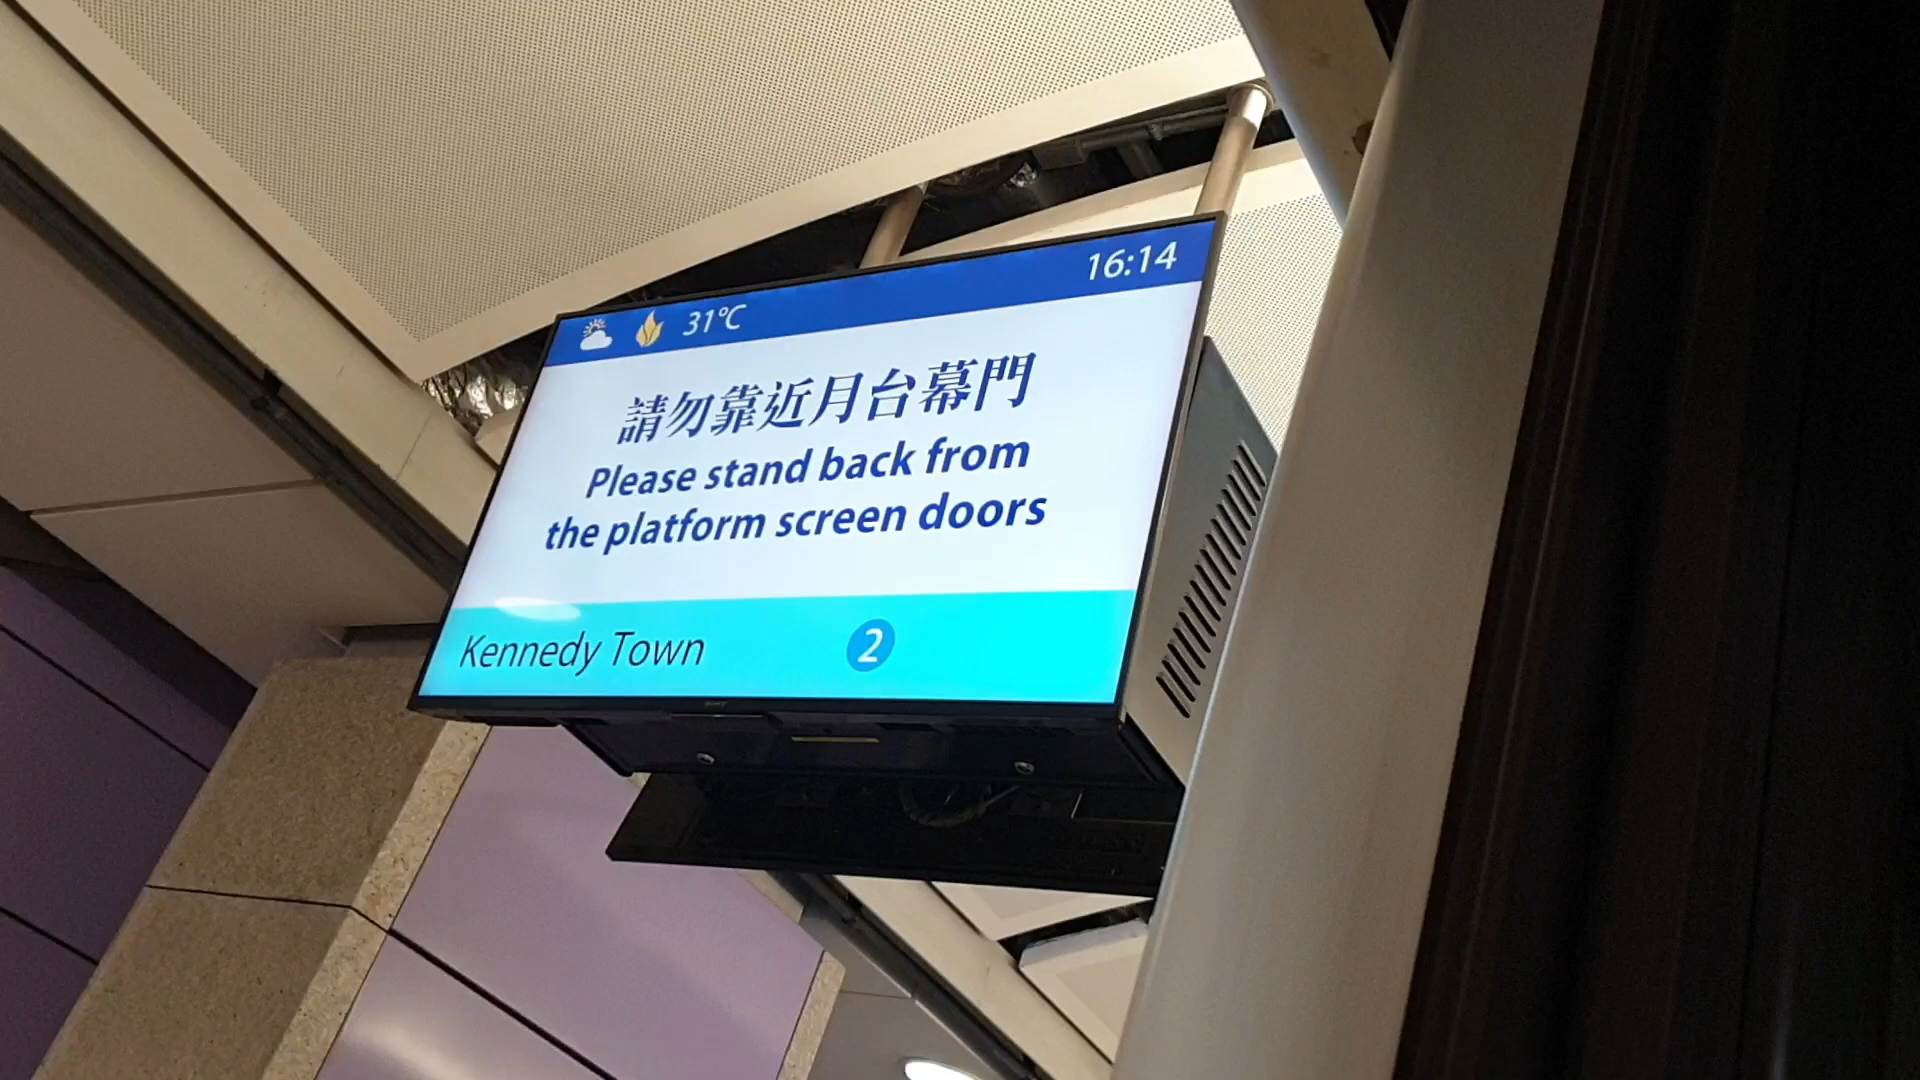 31°C 16:14
請勿靠近月台幕門
Please stand back from
the platform screen doors
Kennedy Town 2
SONY